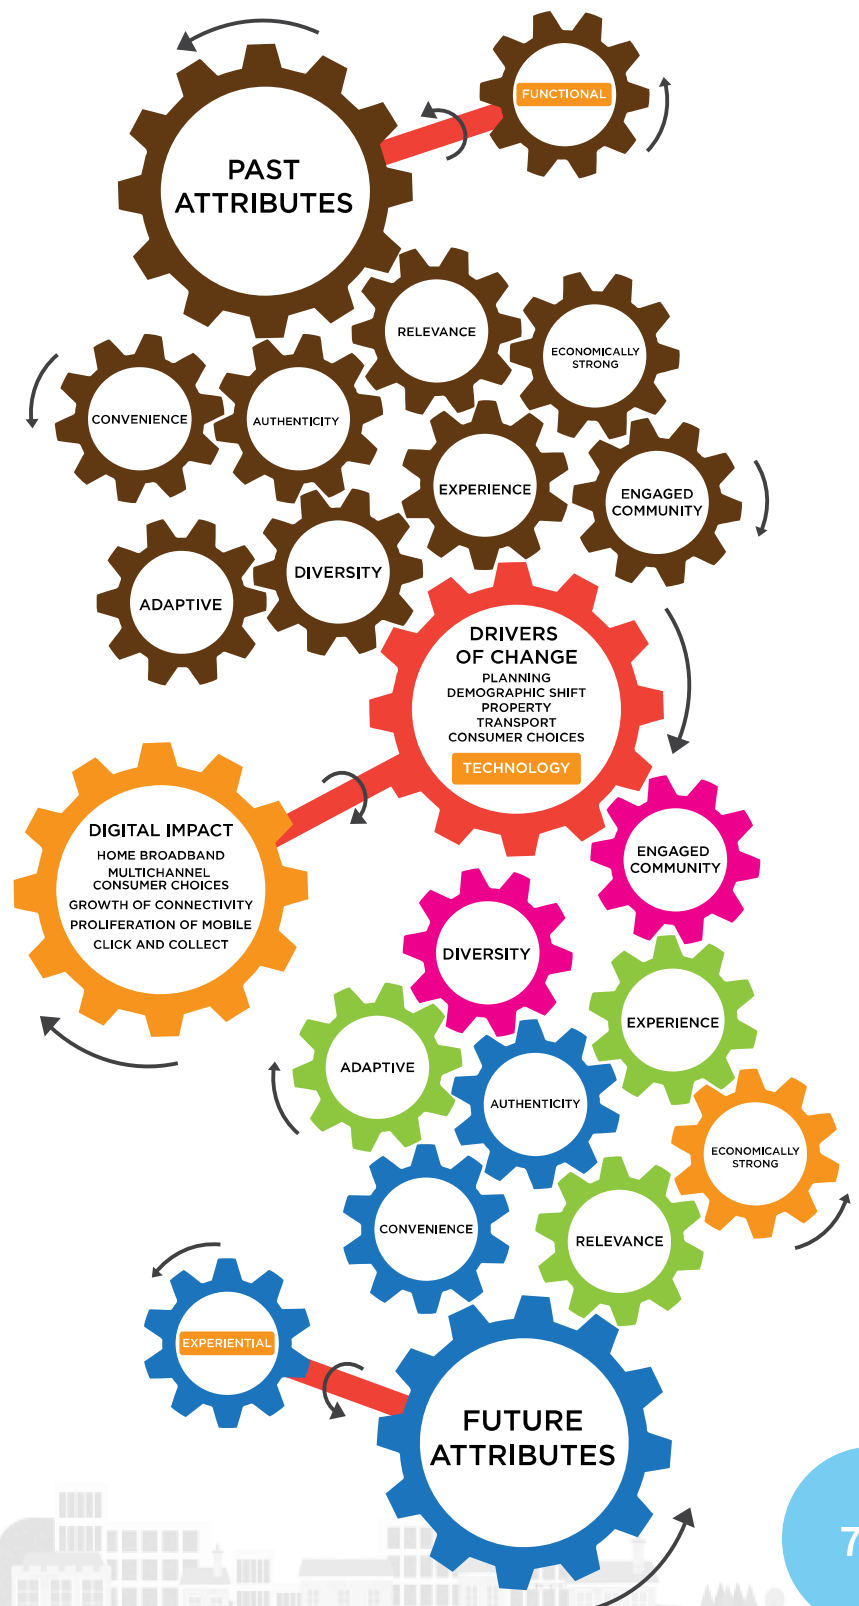 FUNCTIONAL
PAST
ATTRIBUTES
RELEVANCE
ECONOMICALLY
STRONG
CONVENIENCE
AUTHENTICITY
EXPERIENCE
ENGAGED
COMMUNITY
DIVERSITY
ADAPTIVE
DRIVERS
OF CHANGE
PLANNING
DEMOGRAPHIC SHIFT
PROPERTY
TRANSPORT
CONSUMER CHOICES
TECHNOLOGY
DIGITAL IMPACT
HOME BROADBAND
MULTICHANNEL
CONSUMER CHOICES
GROWTH OF CONNECTIVITY
PROLIFERATION OF MOBILE
CLICK AND COLLECT
ENGAGED
COMMUNITY
DIVERSITY
EXPERIENCE
ADAPTIVE
AUTHENTICITY
ECONOMICALLY
STRONG
CONVENIENCE
RELEVANCE
EXPERIENTIAL
FUTURE
ATTRIBUTES
7